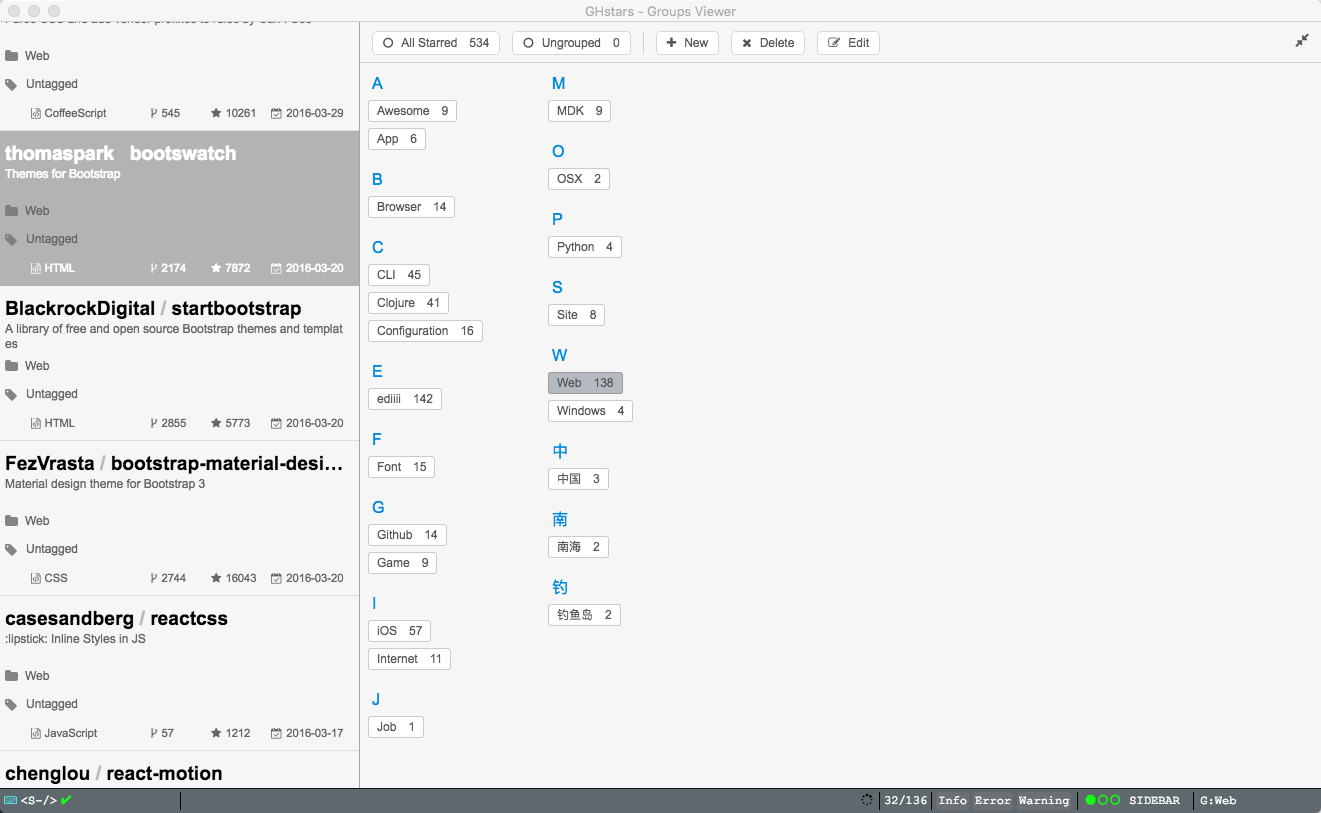 GHstars - Groups Viewer
Web
Untagged
CoffeeScript 545 10261 2016-03-29
thomaspark bootswatch
Themes for Bootstrap
Web
Untagged
HTML 2174 7872 2016-03-20
BlackrockDigital / startbootstrap
A library of free and open source Bootstrap themes and templat
es
Web
Untagged
HTML 2855 5773 2016-03-20
FezVrasta / bootstrap-material-desi…
Material design theme for Bootstrap 3
Web
Untagged
CSS 2744 16043 2016-03-20
casesandberg / reactcss
:lipstick: Inline Styles in JS
Web
Untagged
JavaScript 57 1212 2016-03-17
chenglou / react-motion
All Starred 534 Ungrouped 0 New Delete Edit
A
Awesome 9
App 6
B
Browser 14
C
CLI 45
Clojure 41
Configuration 16
E
ediiii 142
F
Font 15
G
Github 14
Game 9
I
iOS 57
Internet 11
J
Job 1
M
MDK 9
O
OSX 2
P
Python 4
S
Site 8
W
Web 138
Windows 4
中
中国 3
南
南海 2
钓
钓鱼岛 2
<S-/> 32/136 Info Error Warning SIDEBAR G:Web